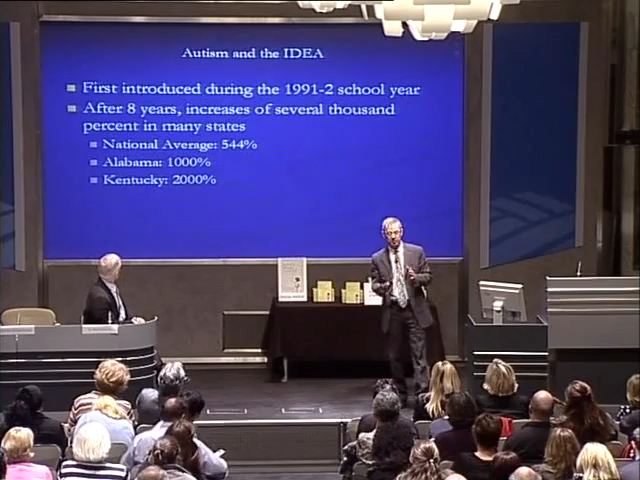 Autism and the IDEA
First introduced during the 1991-2 school year
After 8 years, increases of several thousand
percent in many states
National Average: 544%
Alabama: 1000%
Kentucky: 2000%